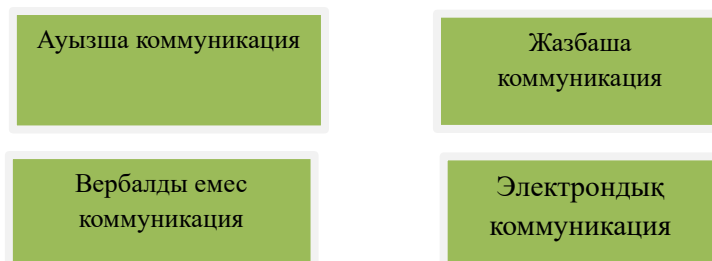 Ауызша коммуникация
Жазбаша
коммуникация
Вербалды емес
коммуникация
Электрондық
коммуникация